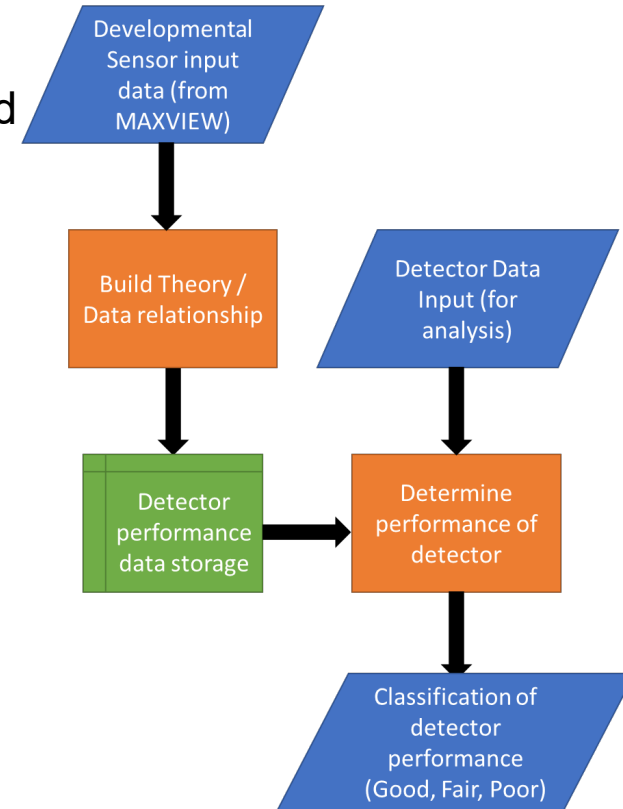 Developmental
Sensor input
data (from
MAXVIEW)
d
Build Theory /
Data relationship
Detector Data
Input (for
analysis)
Detector
performance
data storage
Determine
performance of
detector
Classification of
detector
performance
(Good, Fair, Poor)